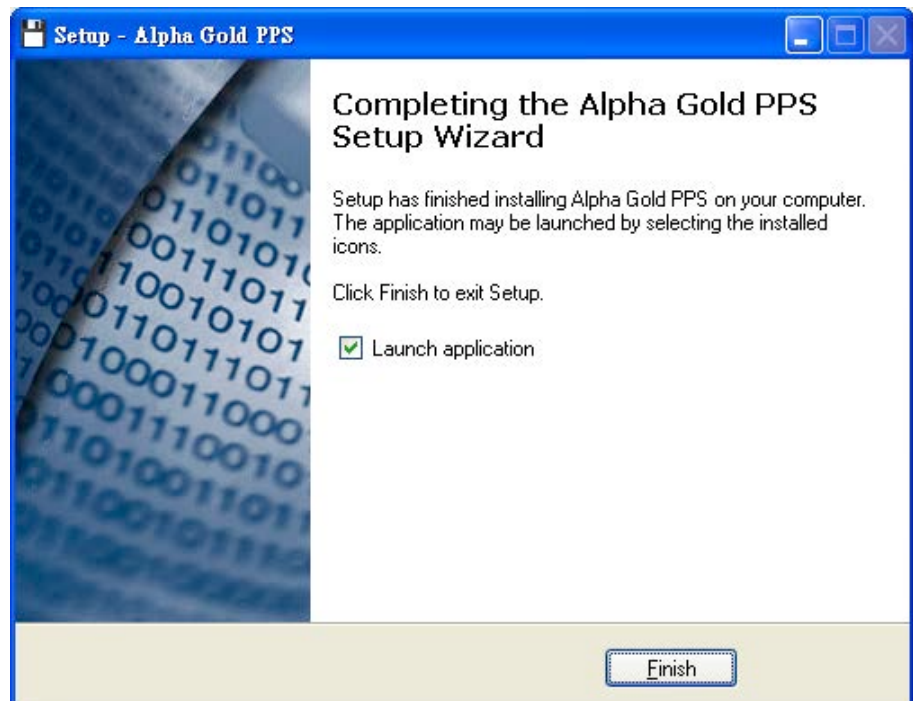 Setup - Alpha Gold PPS
Completing the Alpha Gold PPS
Setup Wizard
Setup has finished installing Alpha Gold PPS on your computer.
The application may be launched by selecting the installed
icons.
Click Finish to exit Setup.
Launch application
Finish